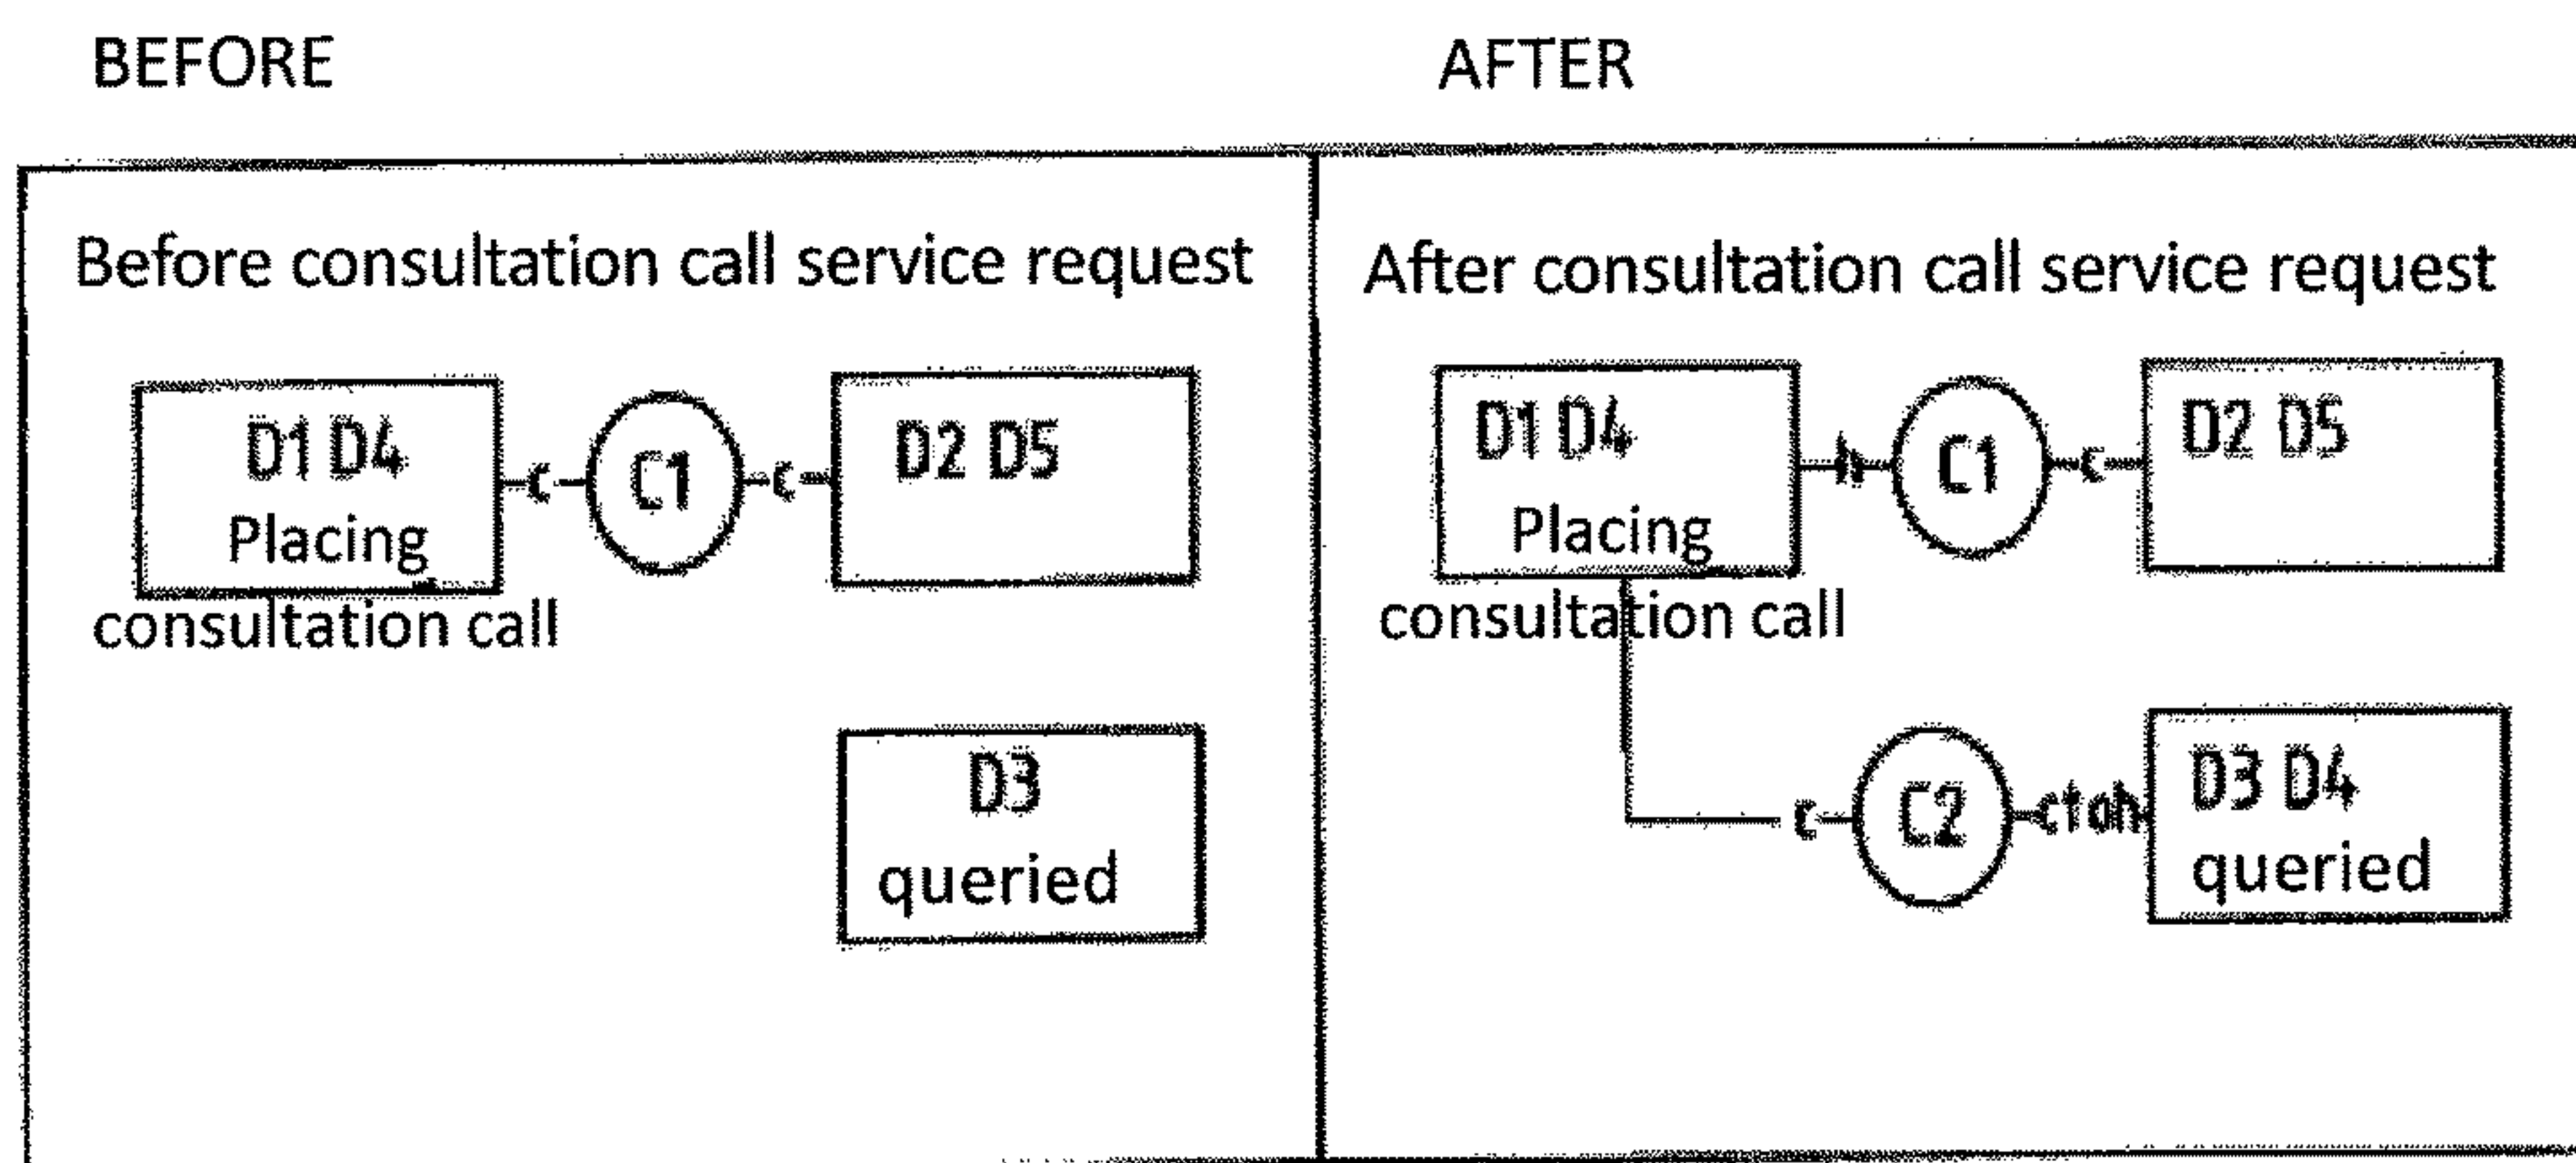 BEFORE
AFTER
Before consultation call service request
D1 D4
Placing
consultation call
c
C1
c
D2 D5
D3
queried
After consultation call service request
D1 D4
Placing
consultation call
h
C1
c
D2 D5
c
C2
D3 D4
queried